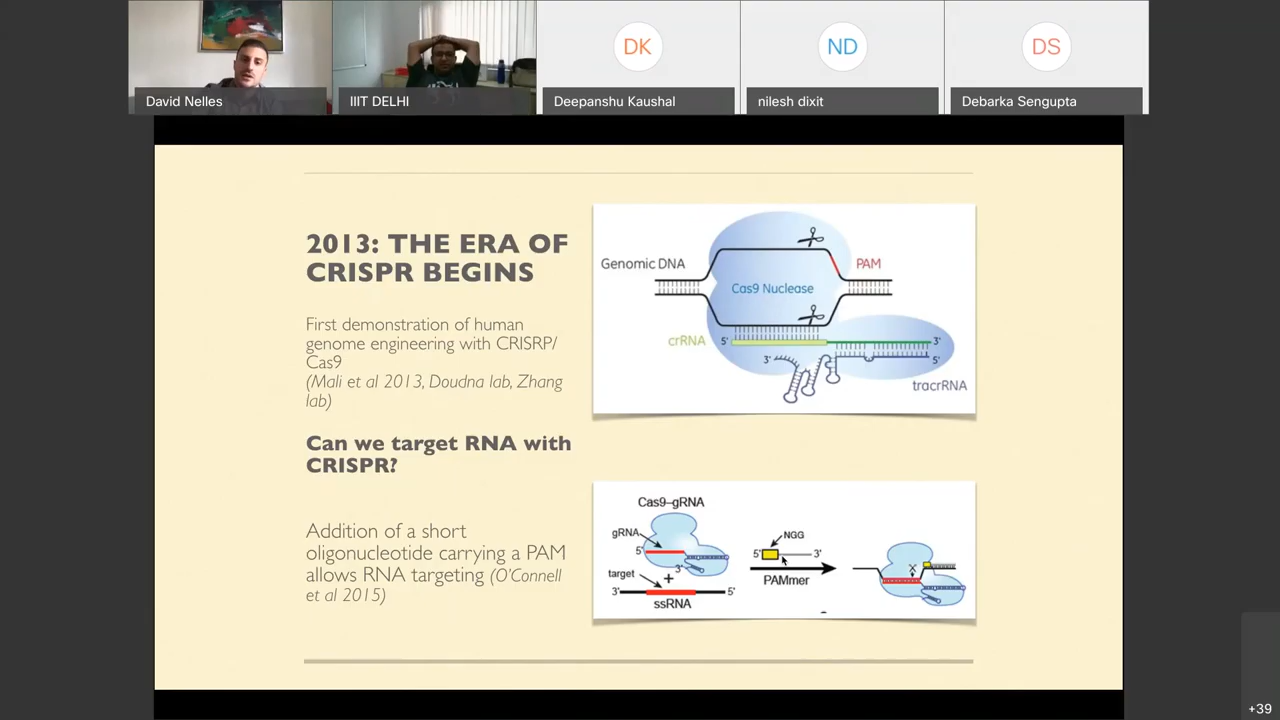 DK
ND
DS
David Nelles
IIIT DELHI
Deepanshu Kaushal
nilesh dixit
Debarka Sengupta
2013: THE ERA OF
CRISPR BEGINS
First demonstration of human
genome engineering with CRISRP/
Cas9
(Mali et al 2013, Doudna lab, Zhang
lab)
Can we target RNA with
CRISPR?
Addition of a short
oligonucleotide carrying a PAM
allows RNA targeting (O'Connell
et al 2015)
Genomic DNA
PAM
Cas9 Nuclease
crRNA
5'
3'
3'
5'
tracrRNA
Cas9–gRNA
gRNA
5'
3'
target
+
3'
5'
ssRNA
NGG
5'
3'
PAMmer
+39